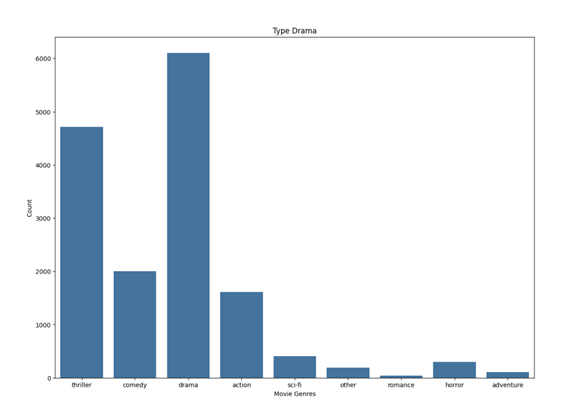 Type Drama
6000
5000
4000
3000
2000
1000
0
Count
thriller comedy drama action sci-fi other romance horror adventure
Movie Genres